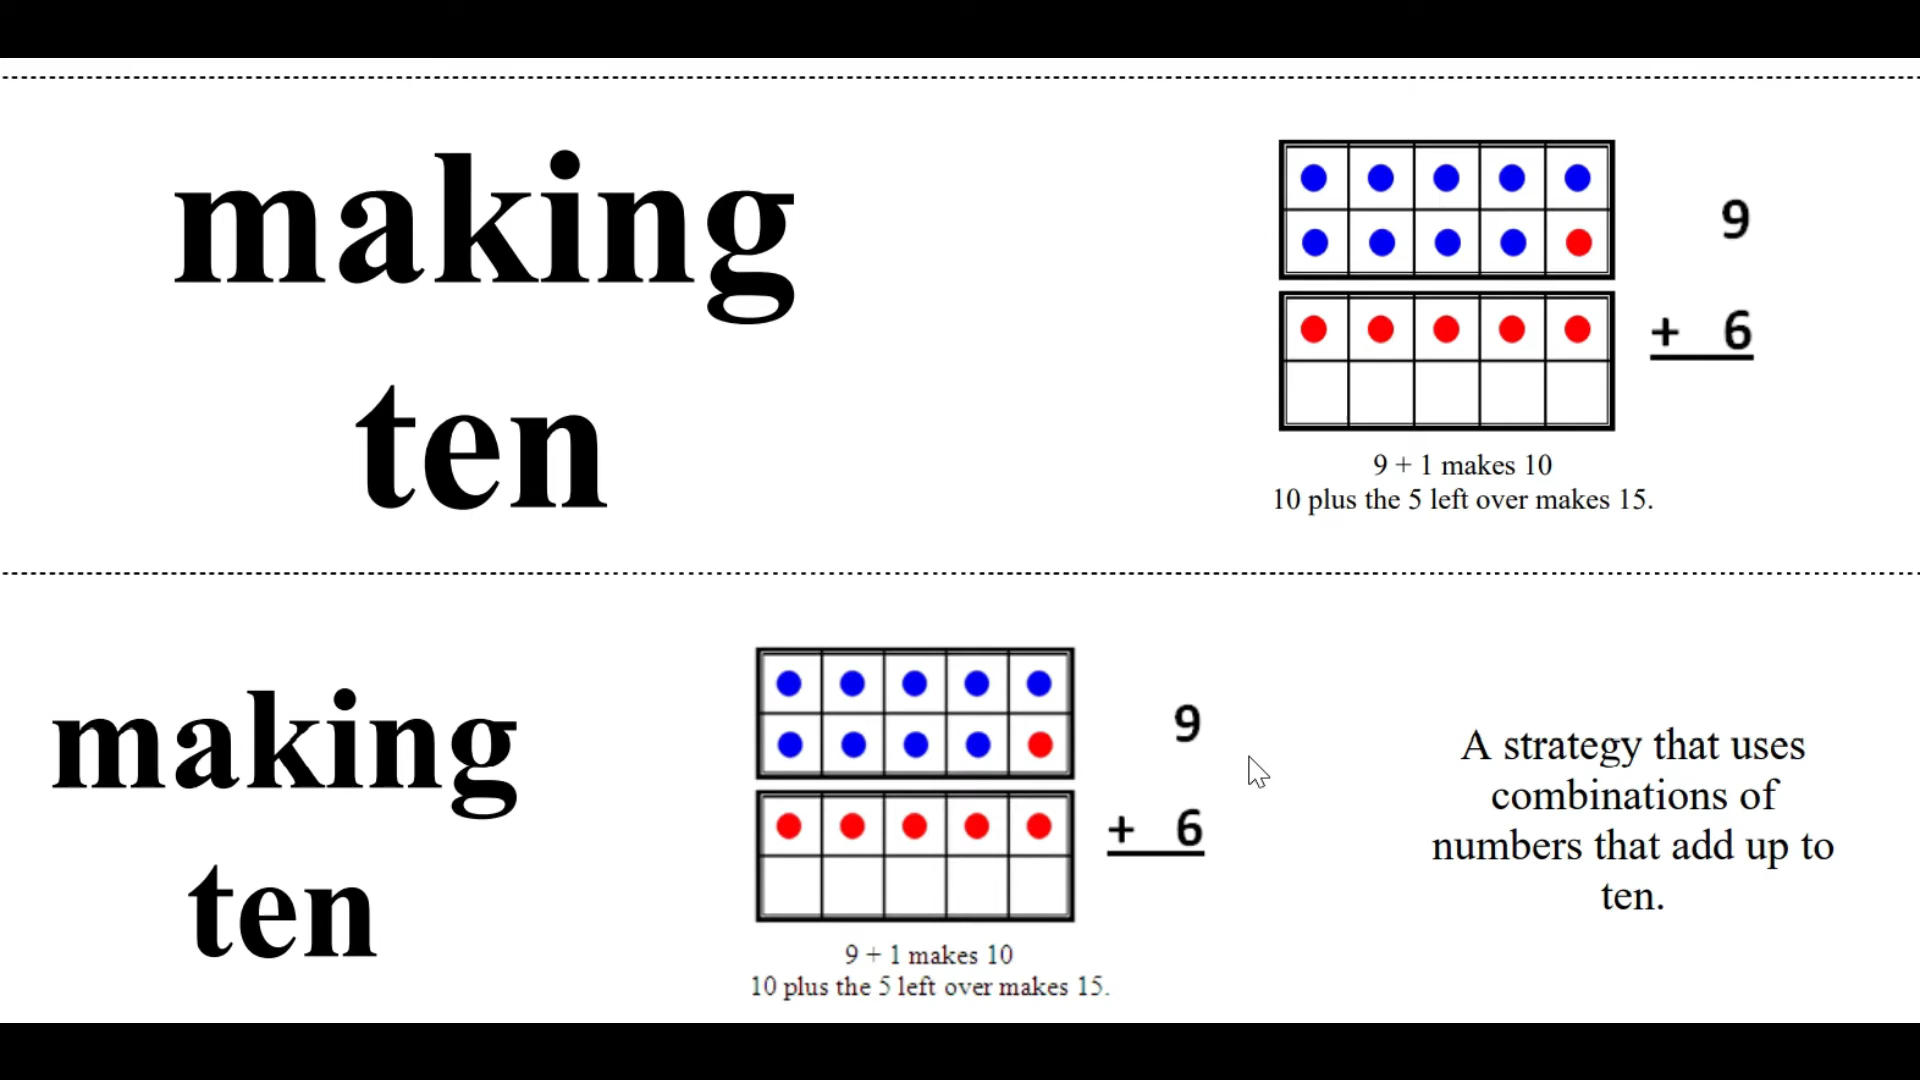 making
ten
9
+ 6
9 + 1 makes 10
10 plus the 5 left over makes 15.
making
ten
9
+ 6
9 + 1 makes 10
10 plus the 5 left over makes 15.
A strategy that uses
combinations of
numbers that add up to
ten.